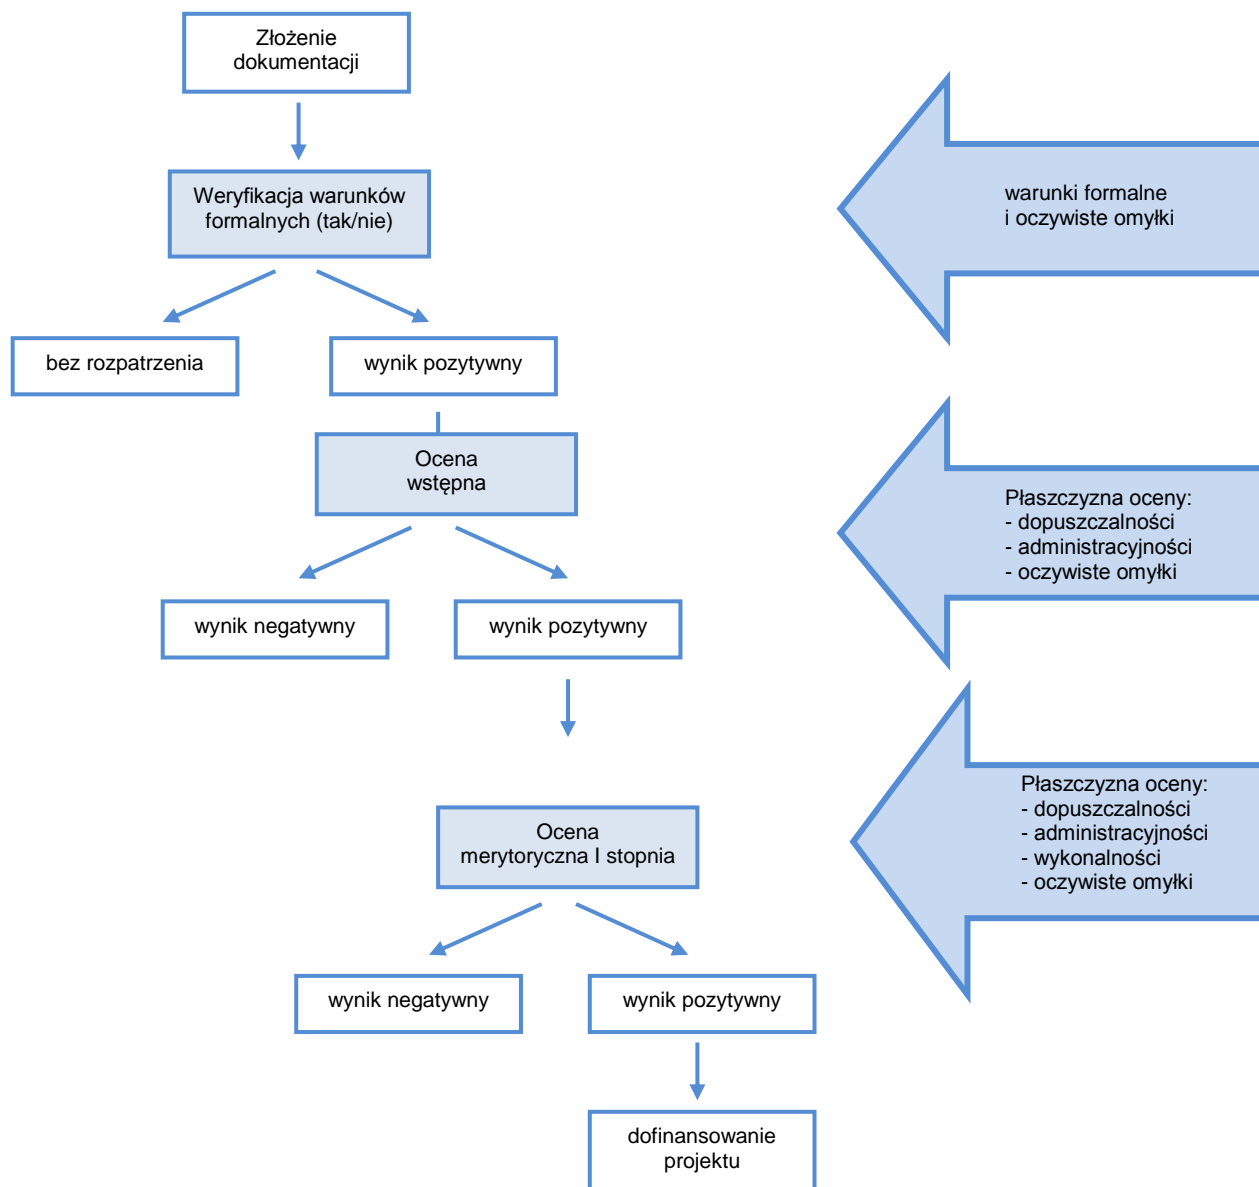 Złożenie
dokumentacji
Weryfikacja warunków
formalnych (tak/nie)
warunki formalne
i oczywiste omyłki
bez rozpatrzenia
wynik pozytywny
Ocena
wstępna
Płaszczyzna oceny:
- dopuszczalności
- administracyjności
- oczywiste omyłki
wynik negatywny
wynik pozytywny
Ocena
merytoryczna I stopnia
Płaszczyzna oceny:
- dopuszczalności
- administracyjności
- wykonalności
- oczywiste omyłki
wynik negatywny
wynik pozytywny
dofinansowanie
projektu